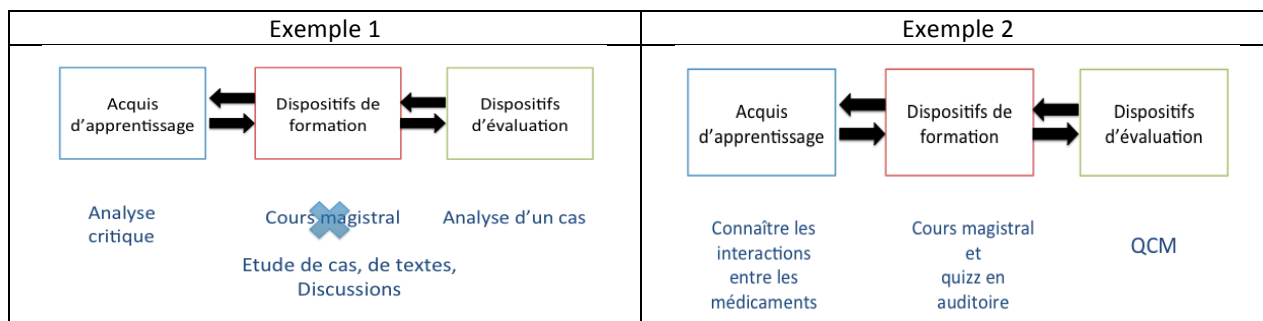 Exemple 1
Acquis
d'apprentissage
Dispositifs de
formation
Dispositifs
d'évaluation
Analyse
critique
Cours magistral
Etude de cas, de textes,
Discussions
Analyse d'un cas
Exemple 2
Acquis
d'apprentissage
Dispositifs de
formation
Dispositifs
d'évaluation
Connaître les
interactions
entre les
médicaments
Cours magistral
et
quizz en
auditoire
QCM